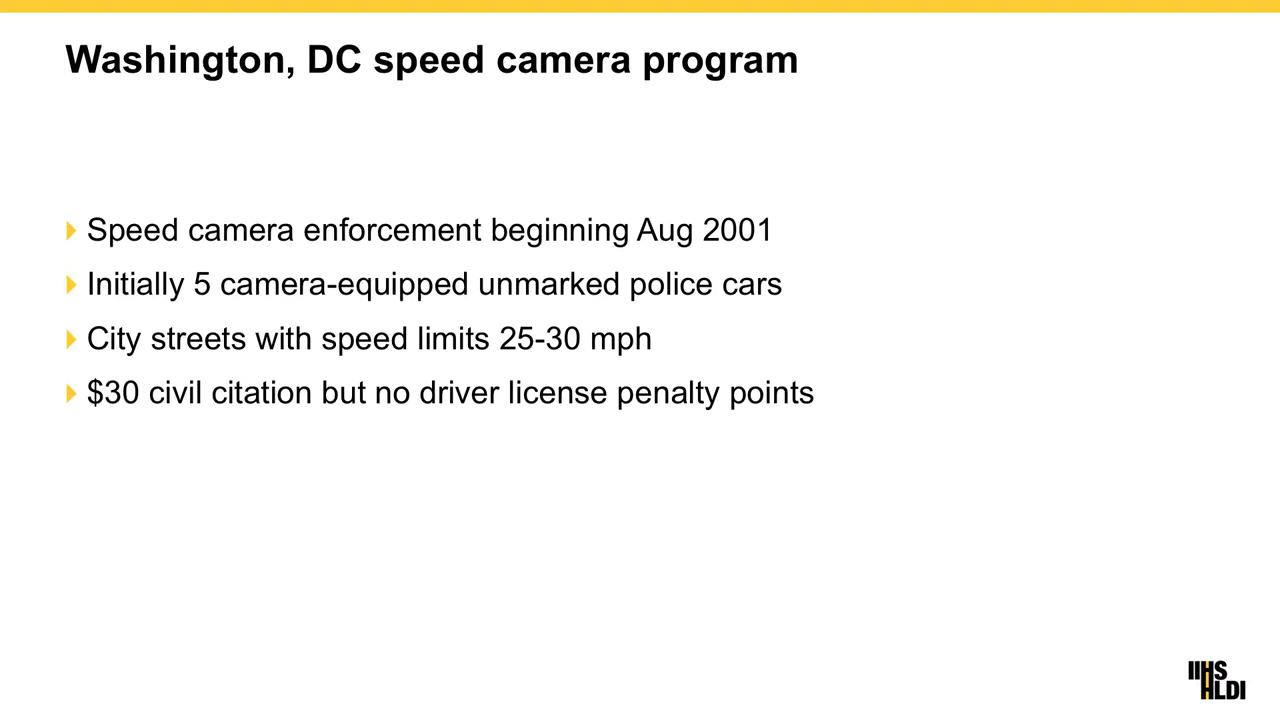 Washington, DC speed camera program
Speed camera enforcement beginning Aug 2001
Initially 5 camera-equipped unmarked police cars
City streets with speed limits 25-30 mph
$30 civil citation but no driver license penalty points
IIHS
HLDI